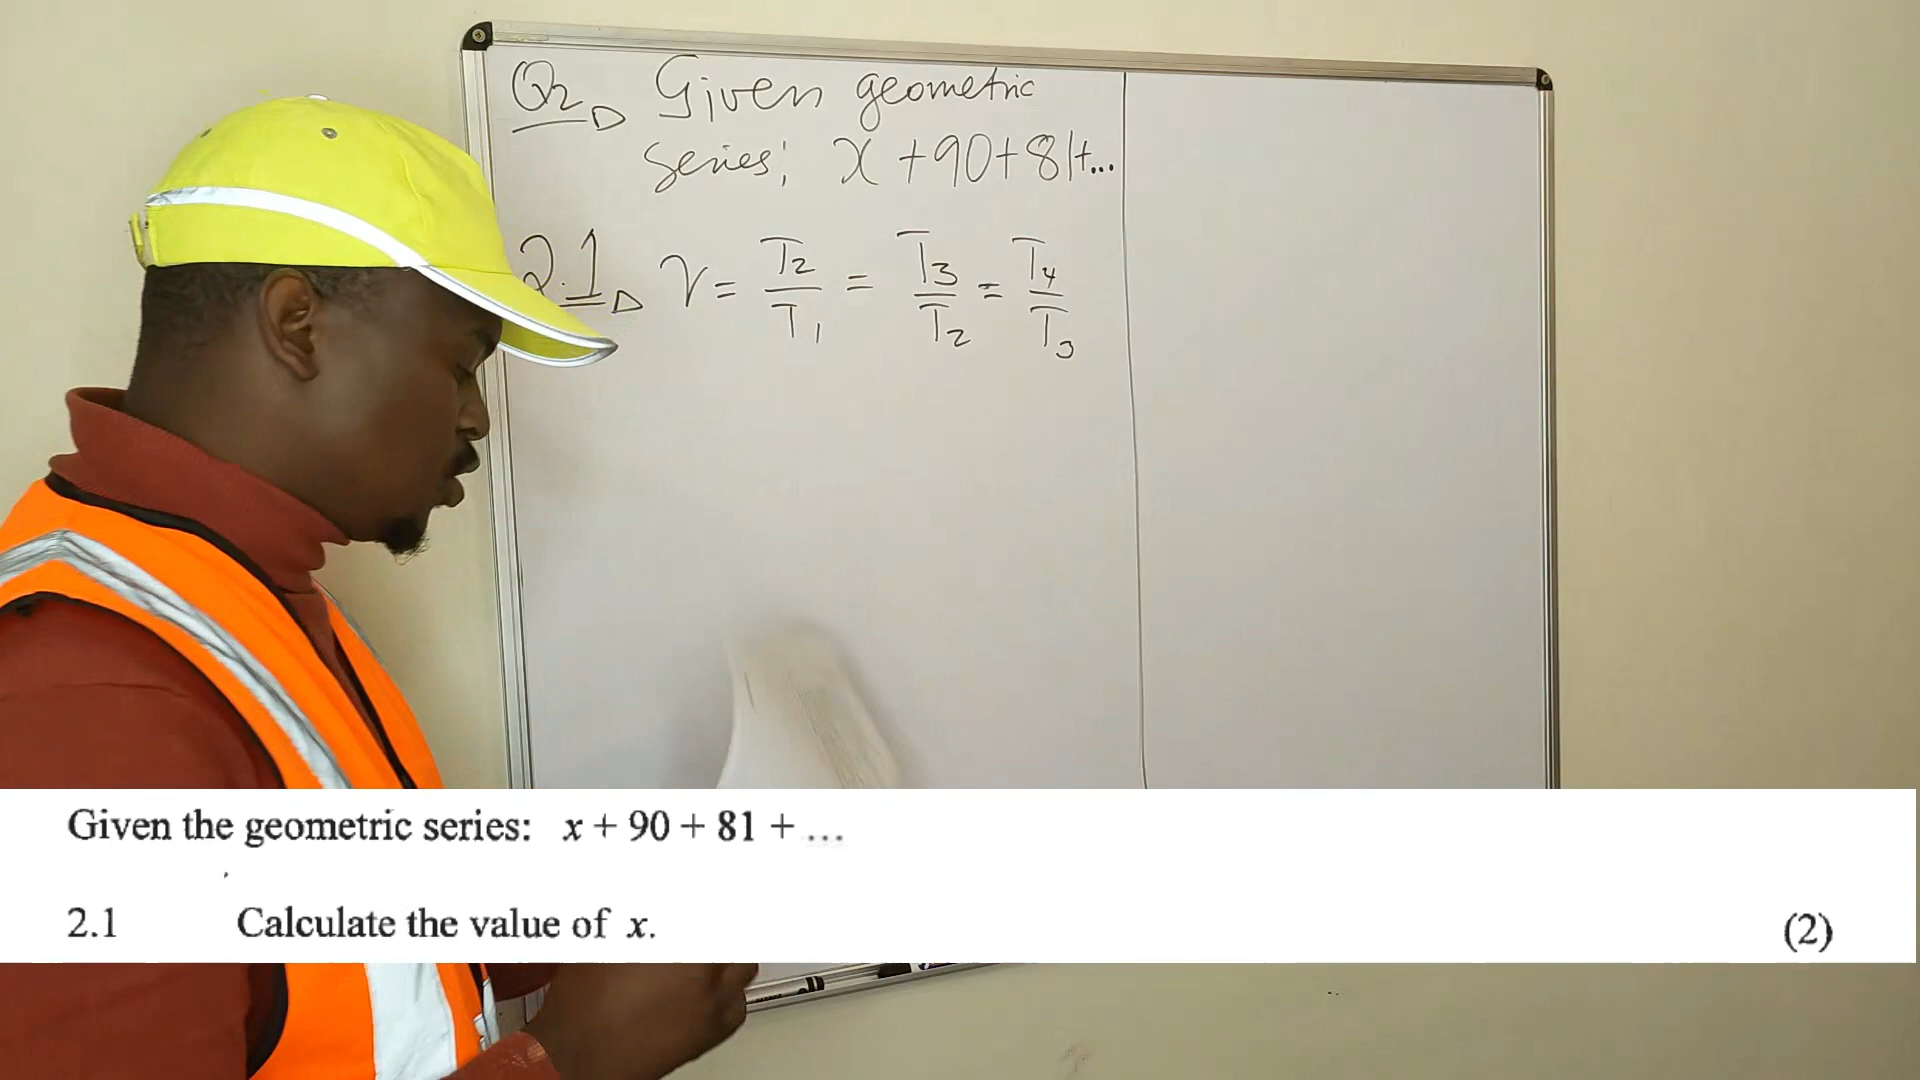 Q2 Given geometric
series; x + 90 + 81 + ...
2.1 r = T2/T1 = T3/T2 = T4/T3
Given the geometric series: x + 90 + 81 + ...
2.1 Calculate the value of x. (2)